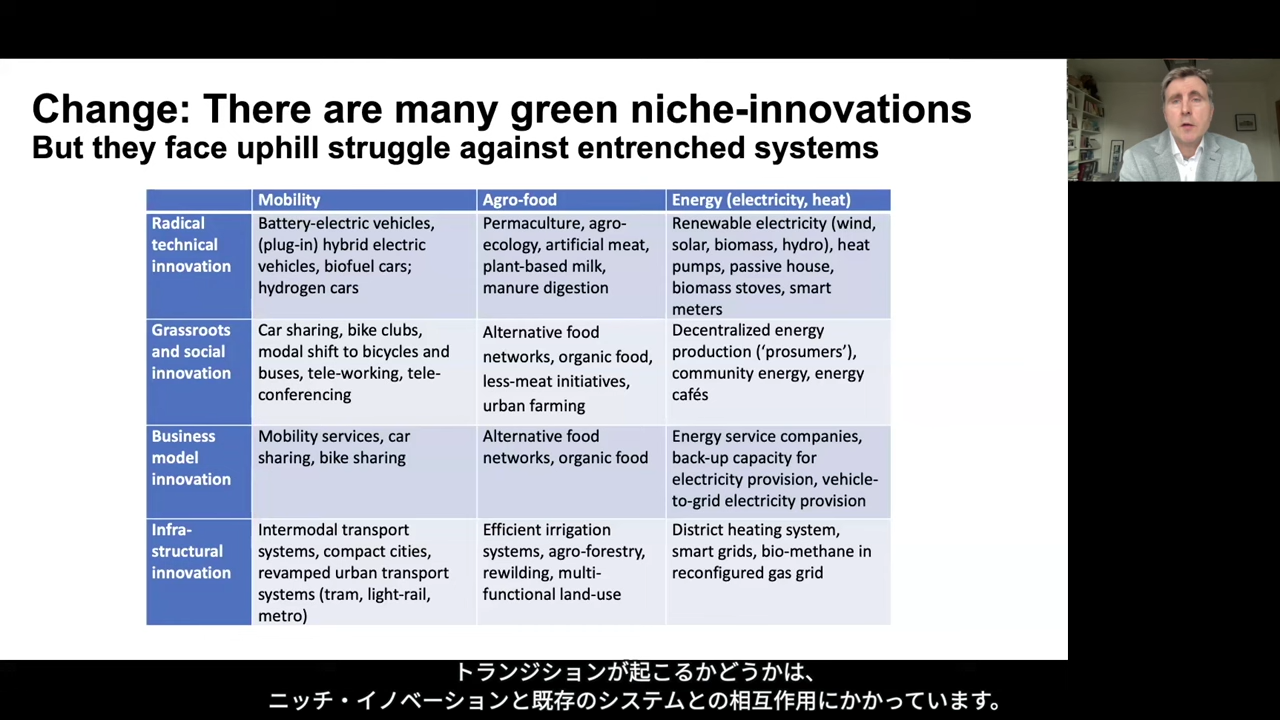 Change: There are many green niche-innovations
But they face uphill struggle against entrenched systems
Mobility
Agro-food
Energy (electricity, heat)
Radical
technical
innovation
Battery-electric vehicles,
(plug-in) hybrid electric
vehicles, biofuel cars;
hydrogen cars
Permaculture, agro-
ecology, artificial meat,
plant-based milk,
manure digestion
Renewable electricity (wind,
solar, biomass, hydro), heat
pumps, passive house,
biomass stoves, smart
meters
Grassroots
and social
innovation
Car sharing, bike clubs,
modal shift to bicycles and
buses, tele-working, tele-
conferencing
Alternative food
networks, organic food,
less-meat initiatives,
urban farming
Decentralized energy
production (‘prosumers’),
community energy, energy
cafés
Business
model
innovation
Mobility services, car
sharing, bike sharing
Alternative food
networks, organic food
Energy service companies,
back-up capacity for
electricity provision, vehicle-
to-grid electricity provision
Infra-
structural
innovation
Intermodal transport
systems, compact cities,
revamped urban transport
systems (tram, light-rail,
metro)
Efficient irrigation
systems, agro-forestry,
rewilding, multi-
functional land-use
District heating system,
smart grids, bio-methane in
reconfigured gas grid
トランジションが起こるかどうかは、
ニッチ・イノベーションと既存のシステムとの相互作用にかかっています。